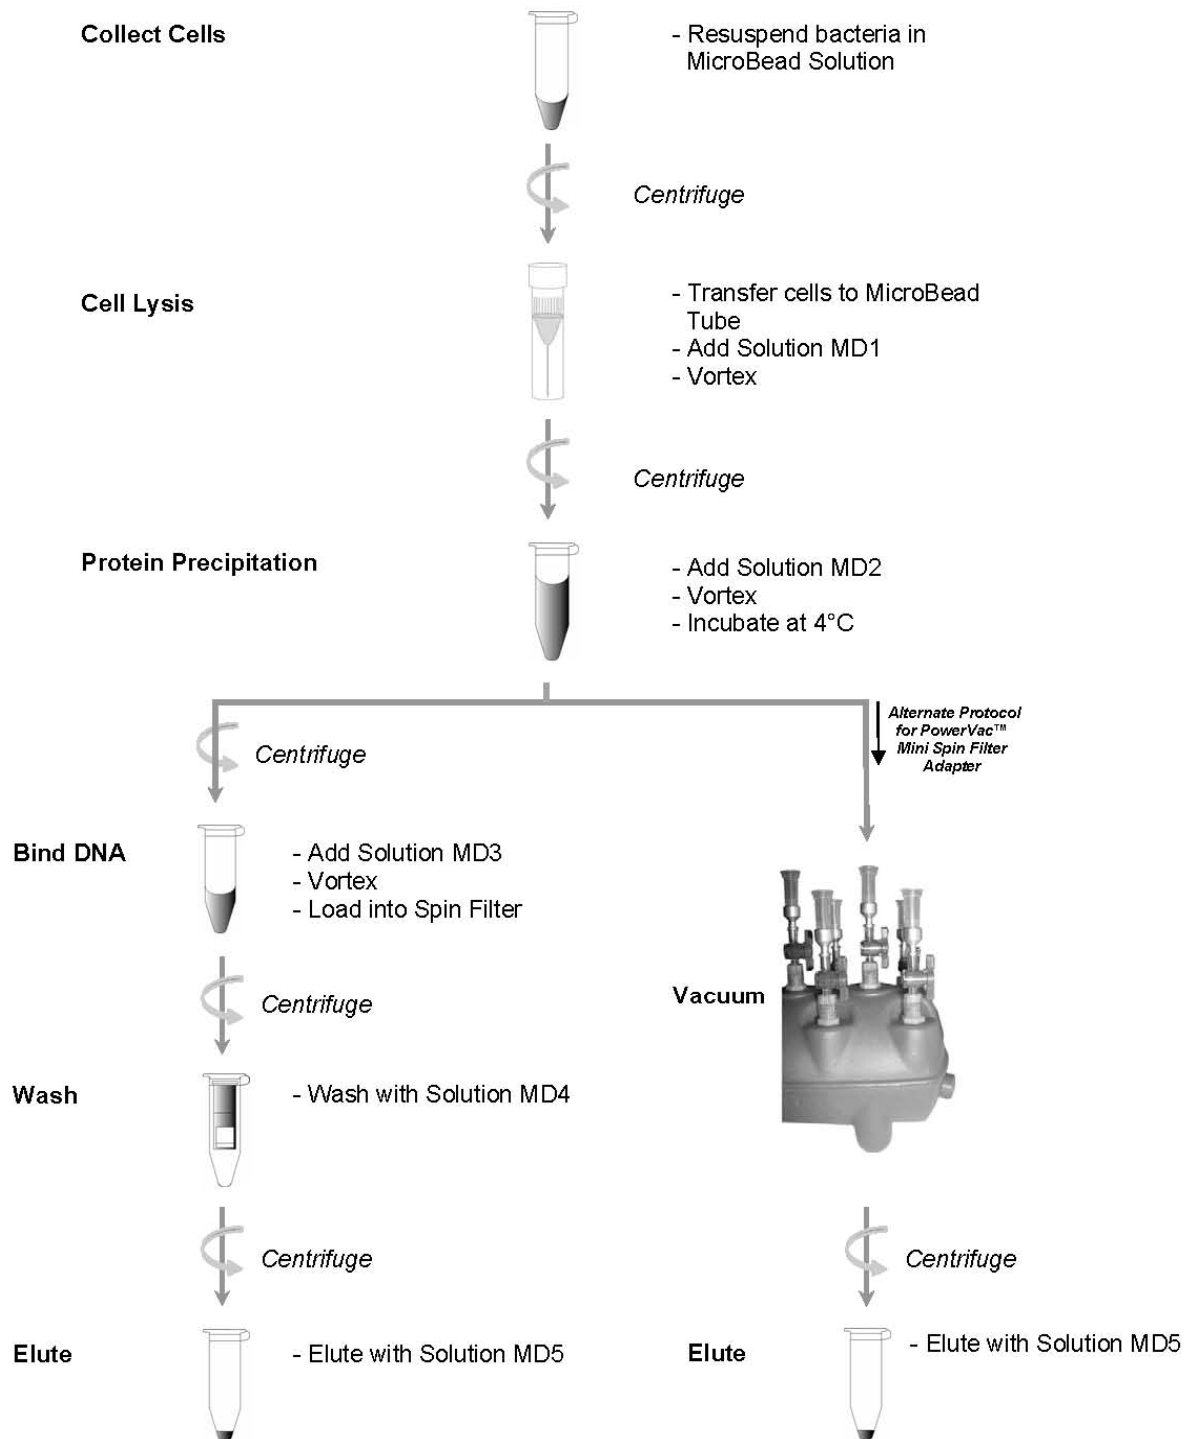 Collect Cells
- Resuspend bacteria in
MicroBead Solution
Centrifuge
Cell Lysis
- Transfer cells to MicroBead
Tube
- Add Solution MD1
- Vortex
Centrifuge
Protein Precipitation
- Add Solution MD2
- Vortex
- Incubate at 4°C
Alternate Protocol
for PowerVac™
Mini Spin Filter
Adapter
Centrifuge
Bind DNA
- Add Solution MD3
- Vortex
- Load into Spin Filter
Centrifuge
Vacuum
Wash
- Wash with Solution MD4
Centrifuge
Centrifuge
Elute
- Elute with Solution MD5
Elute
- Elute with Solution MD5